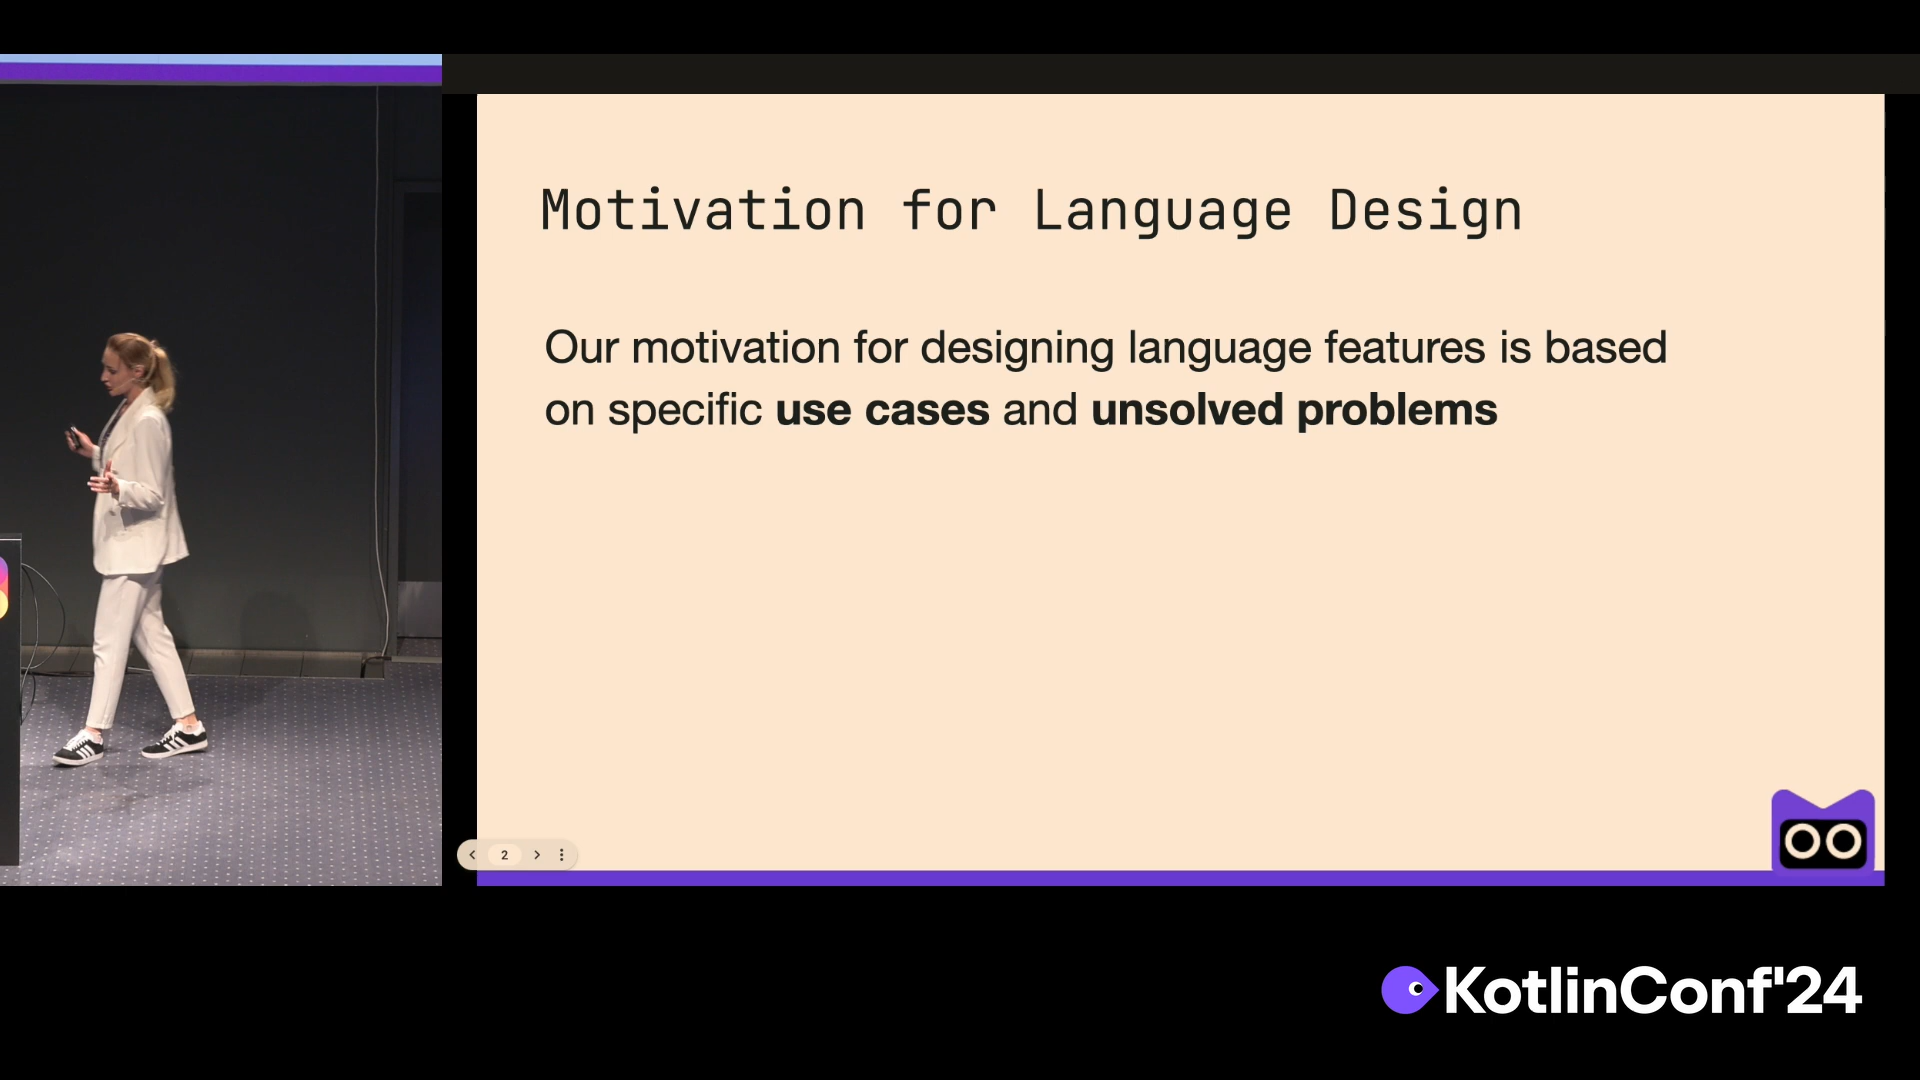 Motivation for Language Design
Our motivation for designing language features is based
on specific use cases and unsolved problems
2
KotlinConf'24